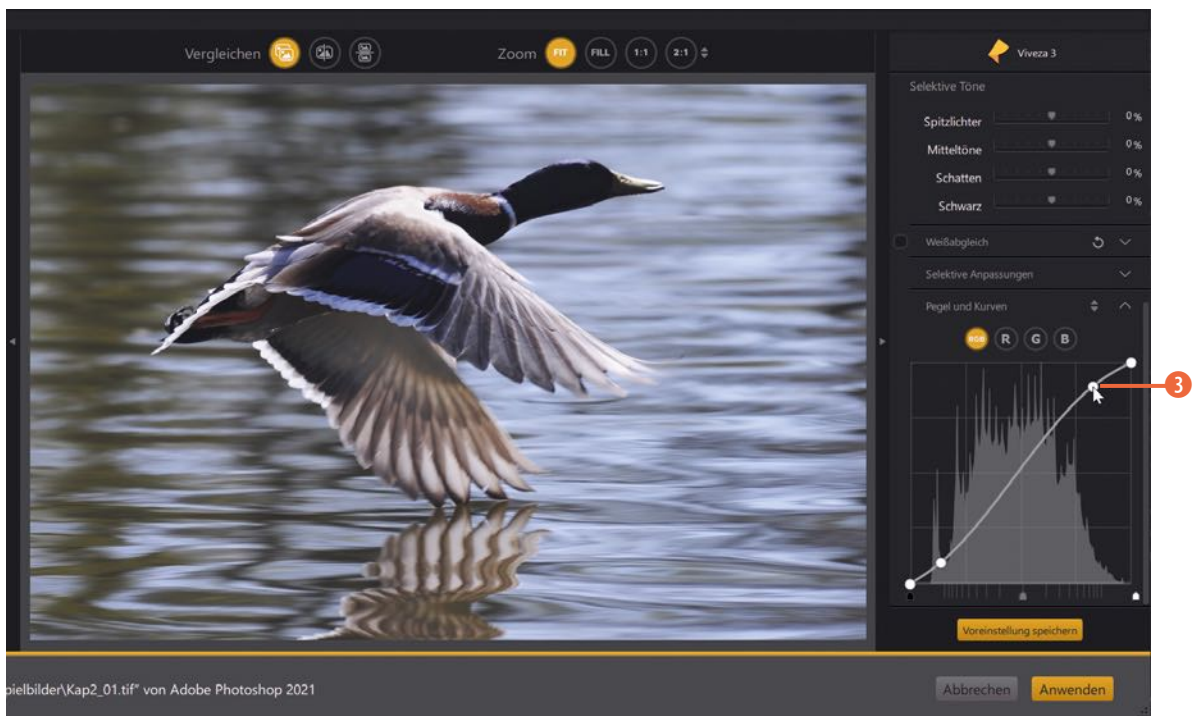 Vergleichen
Zoom FIT FILL 1:1 2:1
Viveza 3
Selektive Töne
Spitzlichter 0 %
Mitteltöne 0 %
Schatten 0 %
Schwarz 0 %
Weißabgleich
Selektive Anpassungen
Pegel und Kurven
RGB R G B
3
Voreinstellung speichern
pielbilder\Kap2_01.tif" von Adobe Photoshop 2021
Abbrechen Anwenden